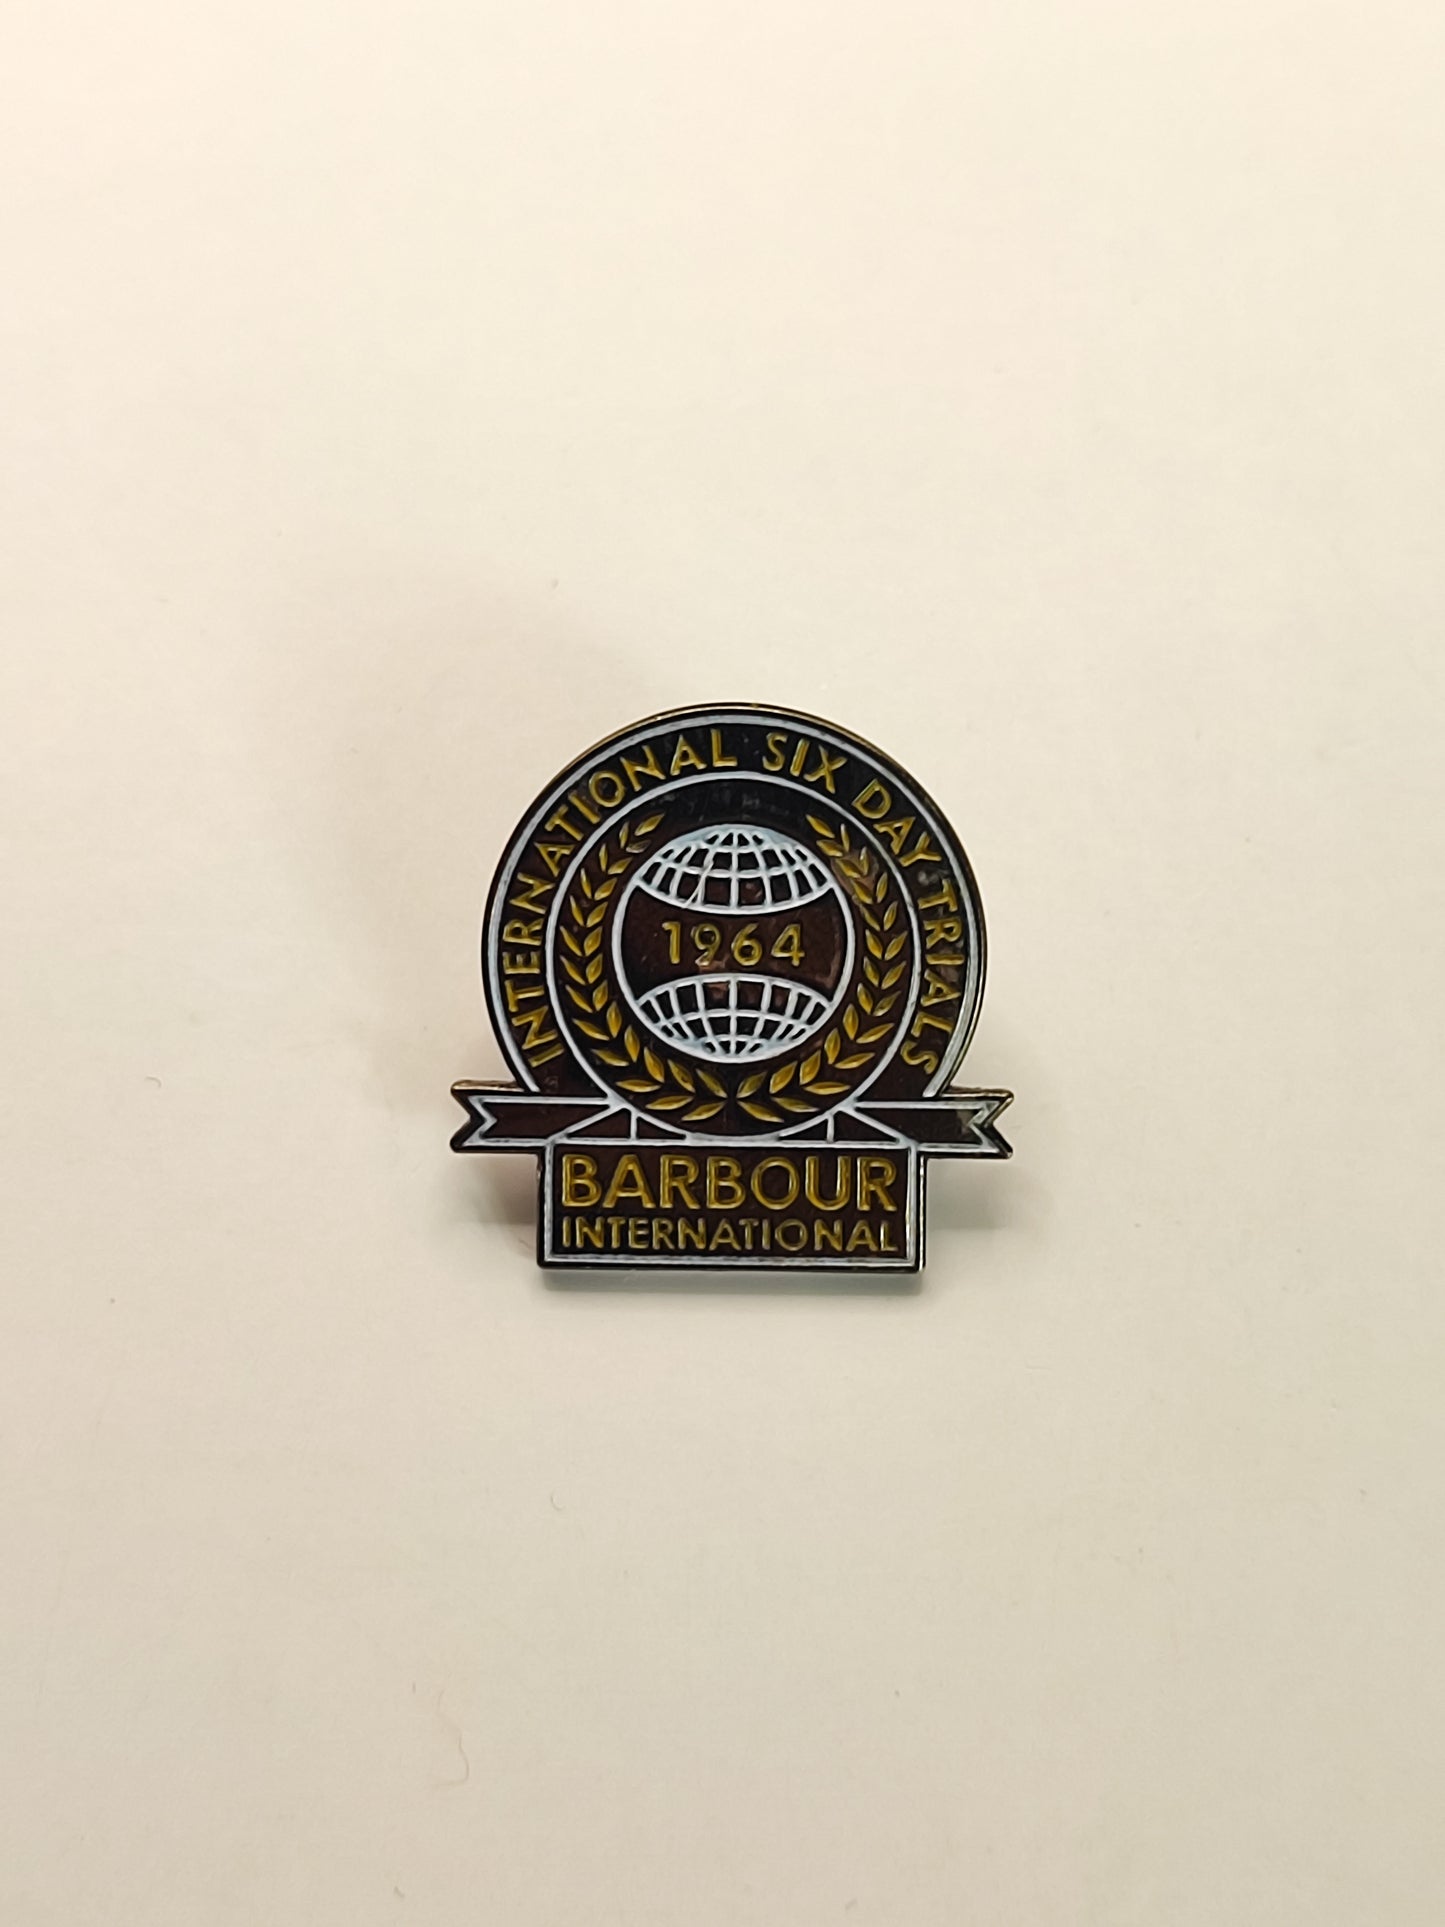 INTERNATIONAL SIX DAY TRIALS
1964
BARBOUR
INTERNATIONAL